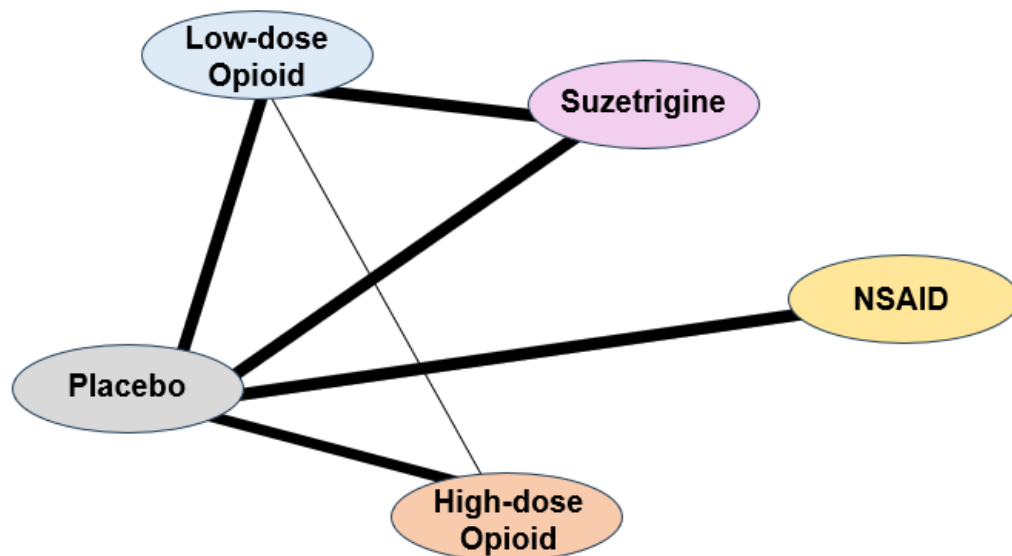 Low-dose
Opioid
Suzetrigine
NSAID
Placebo
High-dose
Opioid